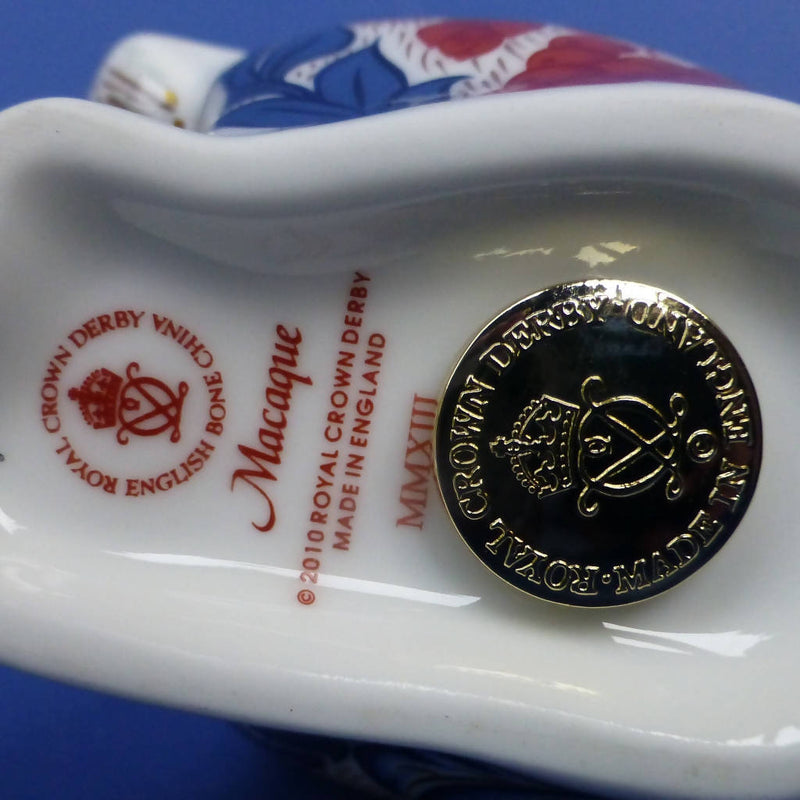 ROYAL CROWN DERBY
ENGLISH BONE CHINA
Macaque
© 2010 ROYAL CROWN DERBY
MADE IN ENGLAND
MMXIII
ROYAL CROWN DERBY · MADE IN ENGLAND ·